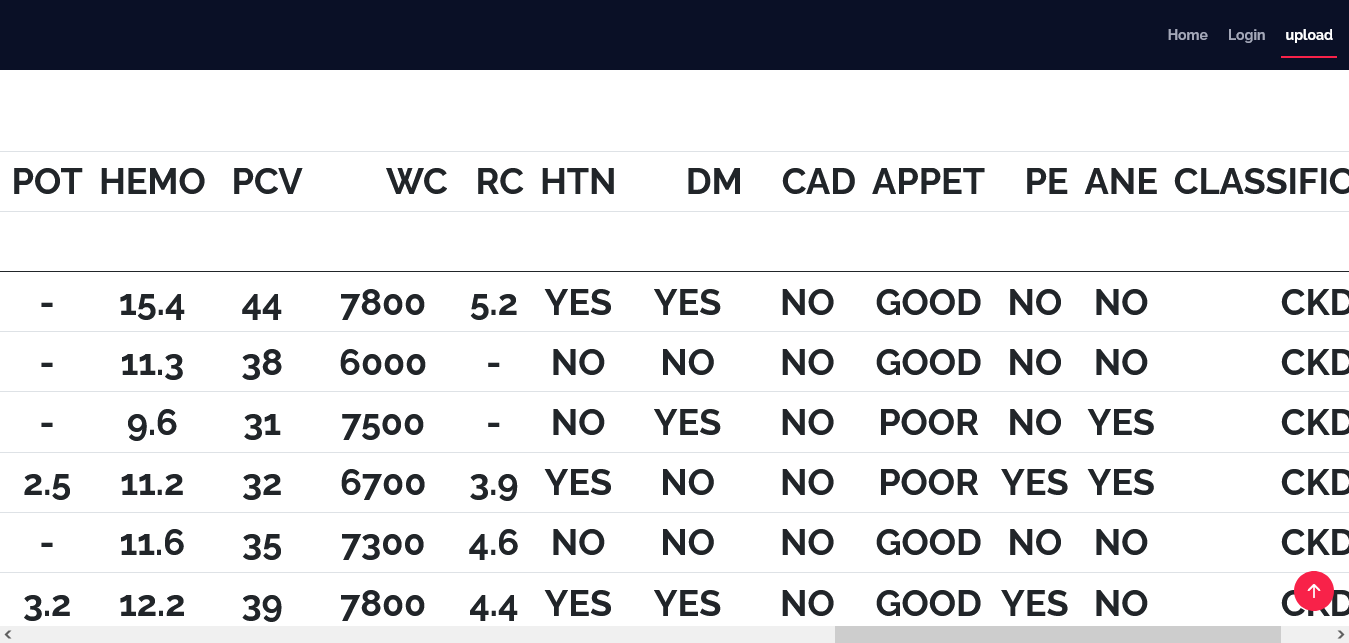 Home Login upload
POT HEMO PCV WC RC HTN DM CAD APPET PE ANE CLASSIFIC
- 15.4 44 7800 5.2 YES YES NO GOOD NO NO CKD
- 11.3 38 6000 - NO NO NO GOOD NO NO CKD
- 9.6 31 7500 - NO YES NO POOR NO YES CKD
2.5 11.2 32 6700 3.9 YES NO NO POOR YES YES CKD
- 11.6 35 7300 4.6 NO NO NO GOOD NO NO CKD
3.2 12.2 39 7800 4.4 YES YES NO GOOD YES NO CKD